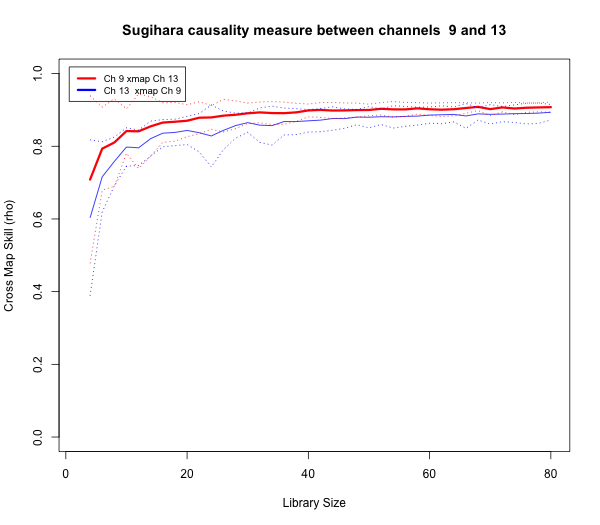 Sugihara causality measure between channels  9 and 13
Ch 9 xmap Ch 13
Ch 13  xmap Ch 9
Cross Map Skill (rho)
1.0
0.8
0.6
0.4
0.2
0.0
0 20 40 60 80
Library Size